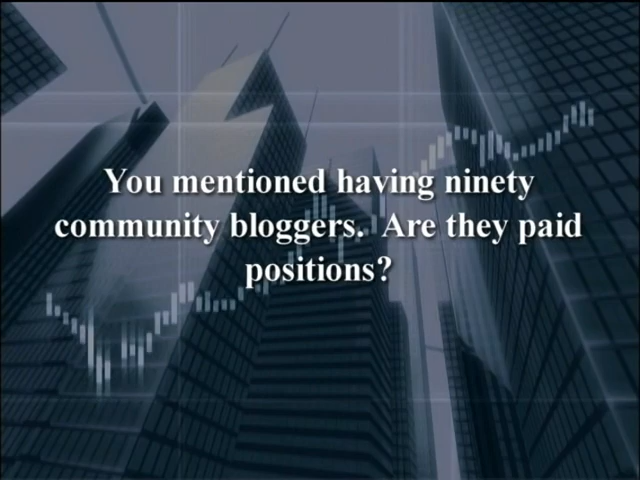 You mentioned having ninety
community bloggers.  Are they paid
positions?